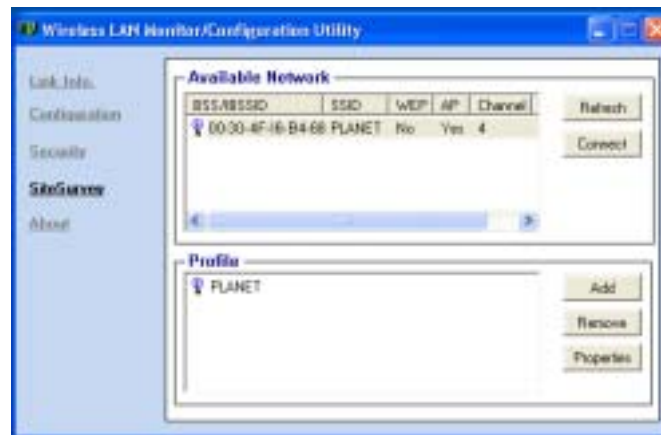 Wireless LAN Monitor/Configuration Utility
Link Info.
Configuration
Security
SiteSurvey
About
Available Network
BSS/IBSSID SSID WEP AP Channel
00-30-4F-16-B4-68 PLANET No Yes 4
Refresh
Connect
Profile
PLANET
Add
Remove
Properties